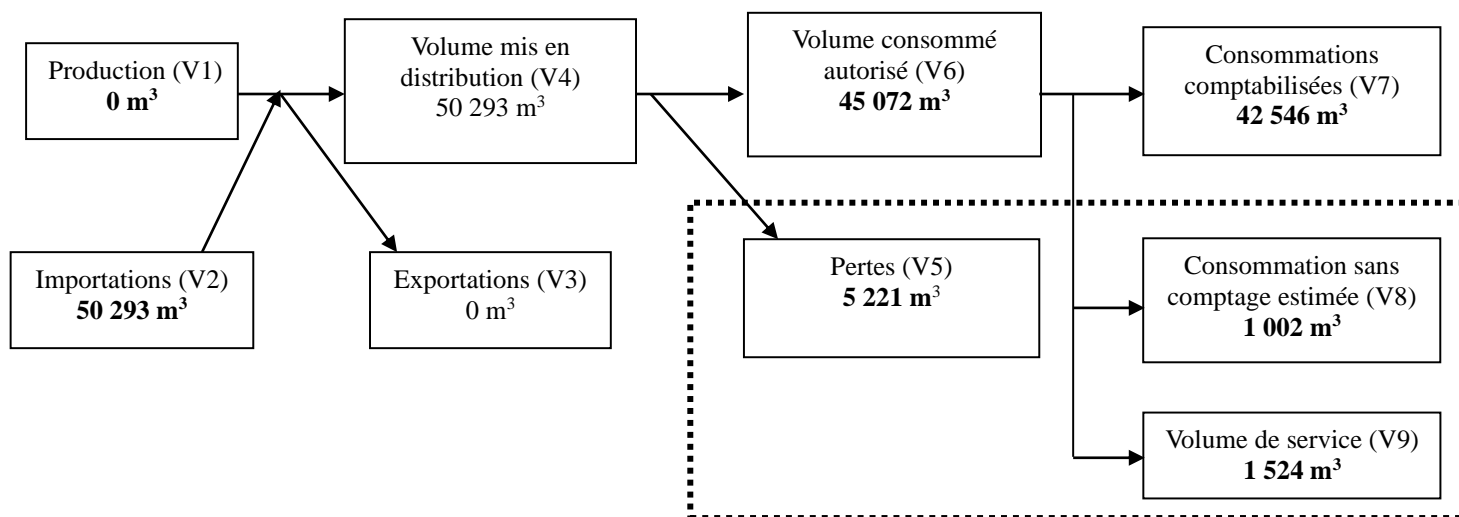 Production (V1)
0 m³
Volume mis en
distribution (V4)
50 293 m³
Volume consommé
autorisé (V6)
45 072 m³
Consommations
comptabilisées (V7)
42 546 m³
Importations (V2)
50 293 m³
Exportations (V3)
0 m³
Pertes (V5)
5 221 m³
Consommation sans
comptage estimée (V8)
1 002 m³
Volume de service (V9)
1 524 m³